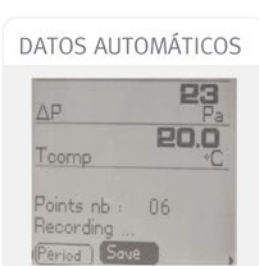 DATOS AUTOMÁTICOS
23
ΔP Pa
20.0
Tcomp °C
Points nb : 06
Recording ...
Period Save